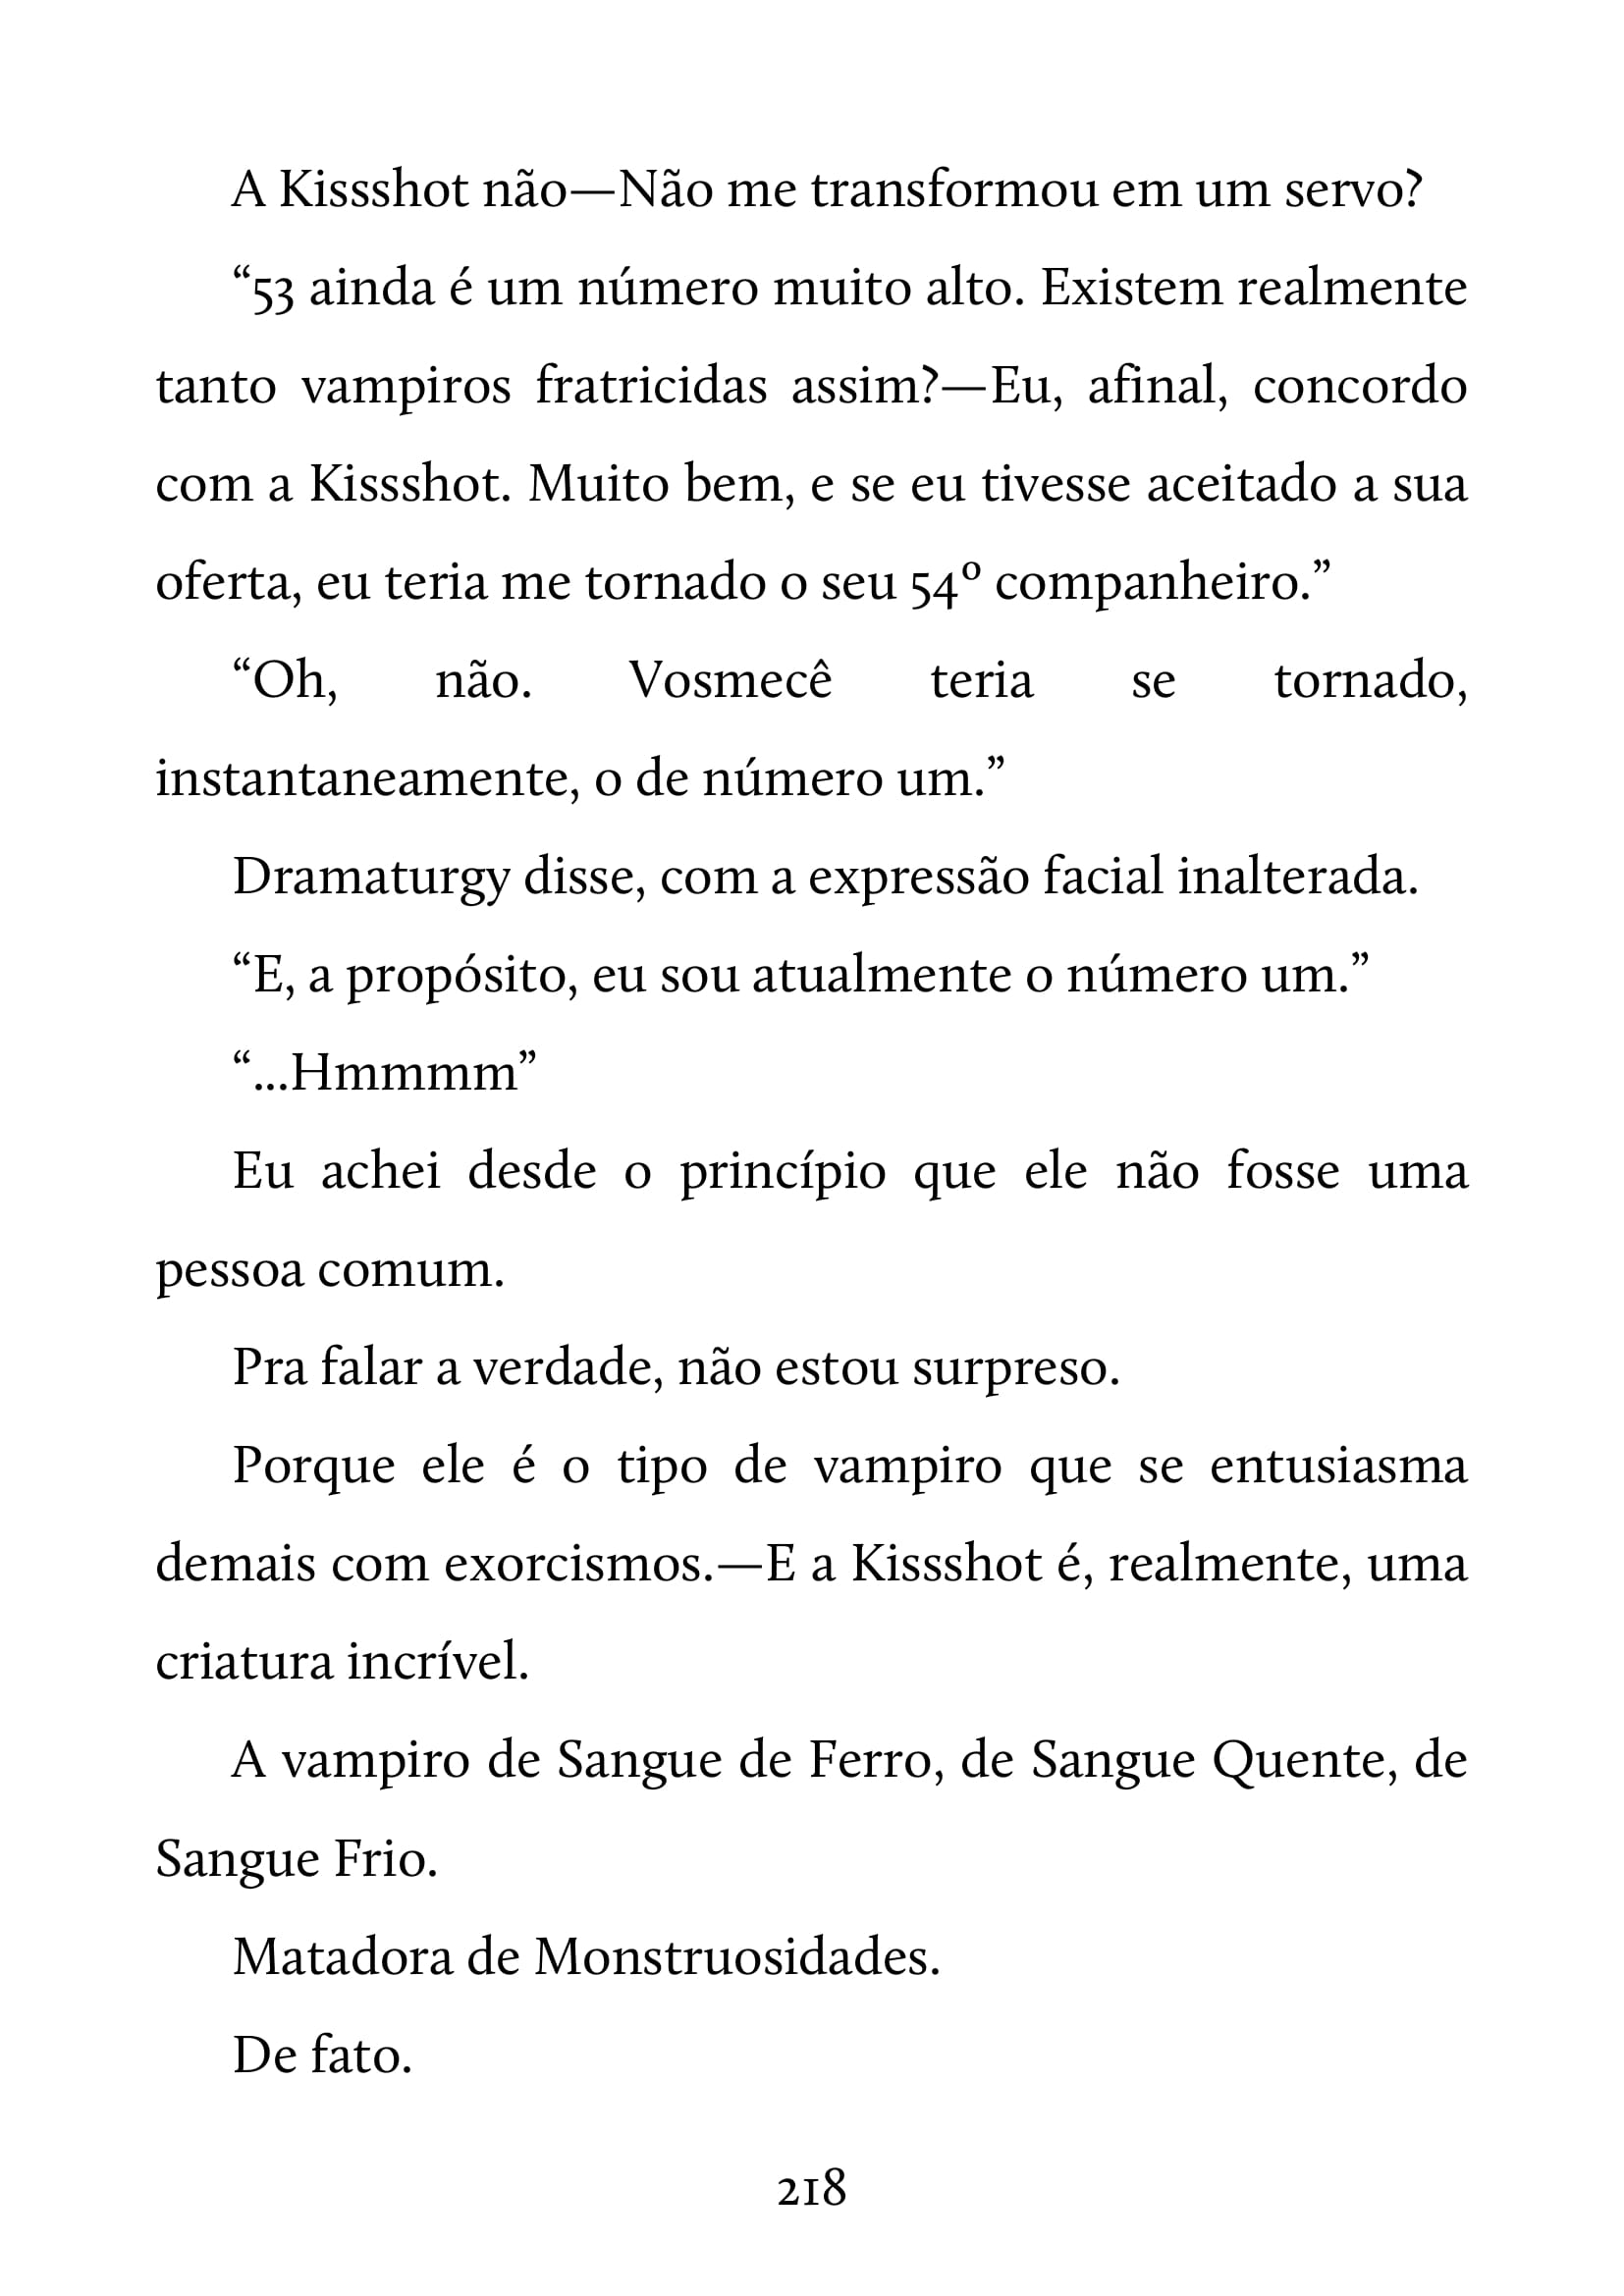 A Kissshot não—Não me transformou em um servo?
“53 ainda é um número muito alto. Existem realmente
tanto vampiros fratricidas assim?—Eu, afinal, concordo
com a Kissshot. Muito bem, e se eu tivesse aceitado a sua
oferta, eu teria me tornado o seu 54º companheiro.”
“Oh, não. Vosmecê teria se tornado,
instantaneamente, o de número um.”
Dramaturgy disse, com a expressão facial inalterada.
“E, a propósito, eu sou atualmente o número um.”
“...Hmmmm”
Eu achei desde o princípio que ele não fosse uma
pessoa comum.
Pra falar a verdade, não estou surpreso.
Porque ele é o tipo de vampiro que se entusiasma
demais com exorcismos.—E a Kissshot é, realmente, uma
criatura incrível.
A vampiro de Sangue de Ferro, de Sangue Quente, de
Sangue Frio.
Matadora de Monstruosidades.
De fato.
218